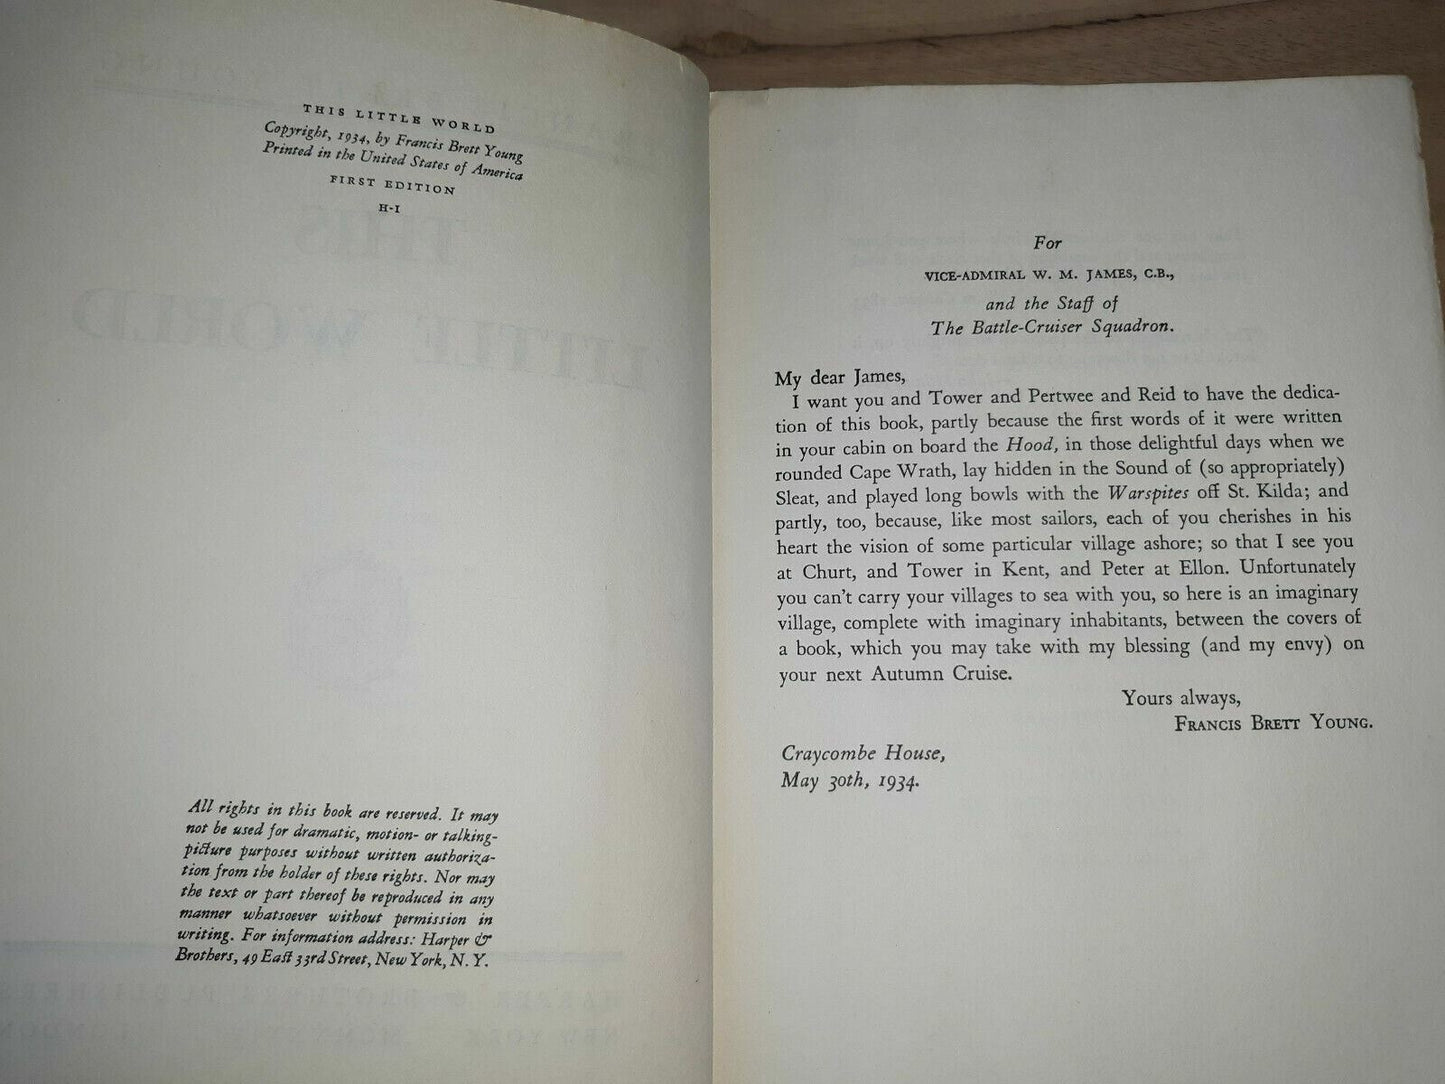 THIS LITTLE WORLD
Copyright, 1934, by Francis Brett Young
Printed in the United States of America
FIRST EDITION
H-I
All rights in this book are reserved. It may
not be used for dramatic, motion- or talking-
picture purposes without written authoriza-
tion from the holder of these rights. Nor may
the text or part thereof be reproduced in any
manner whatsoever without permission in
writing. For information address: Harper &
Brothers, 49 East 33rd Street, New York, N. Y.
For
VICE-ADMIRAL W. M. JAMES, C.B.,
and the Staff of
The Battle-Cruiser Squadron.
My dear James,
I want you and Tower and Pertwee and Reid to have the dedica-
tion of this book, partly because the first words of it were written
in your cabin on board the Hood, in those delightful days when we
rounded Cape Wrath, lay hidden in the Sound of (so appropriately)
Sleat, and played long bowls with the Warspites off St. Kilda; and
partly, too, because, like most sailors, each of you cherishes in his
heart the vision of some particular village ashore; so that I see you
at Churt, and Tower in Kent, and Peter at Ellon. Unfortunately
you can't carry your villages to sea with you, so here is an imaginary
village, complete with imaginary inhabitants, between the covers of
a book, which you may take with my blessing (and my envy) on
your next Autumn Cruise.
Yours always,
FRANCIS BRETT YOUNG.
Craycombe House,
May 30th, 1934.